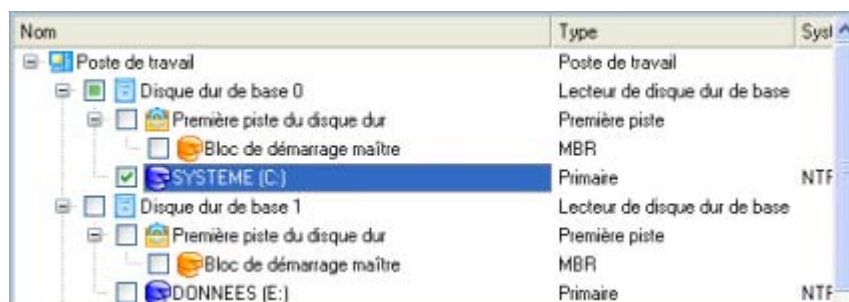 Nom Type Syst
Poste de travail Poste de travail
Disque dur de base 0 Lecteur de disque dur de base
Première piste du disque dur Première piste
Bloc de démarrage maître MBR
SYSTEME (C:) Primaire NTF
Disque dur de base 1 Lecteur de disque dur de base
Première piste du disque dur Première piste
Bloc de démarrage maître MBR
DONNEES (E:) Primaire NTF